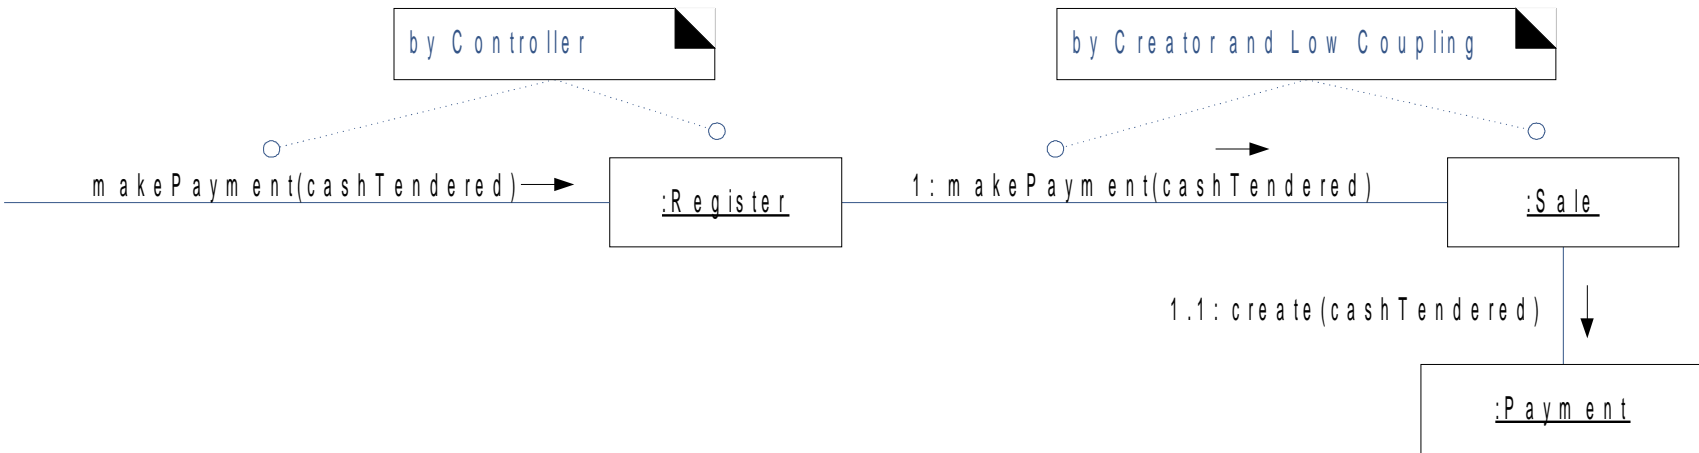 by Controller
by Creator and Low Coupling
makePayment(cashTendered)
:Register
1: makePayment(cashTendered)
:Sale
1.1: create(cashTendered)
:Payment